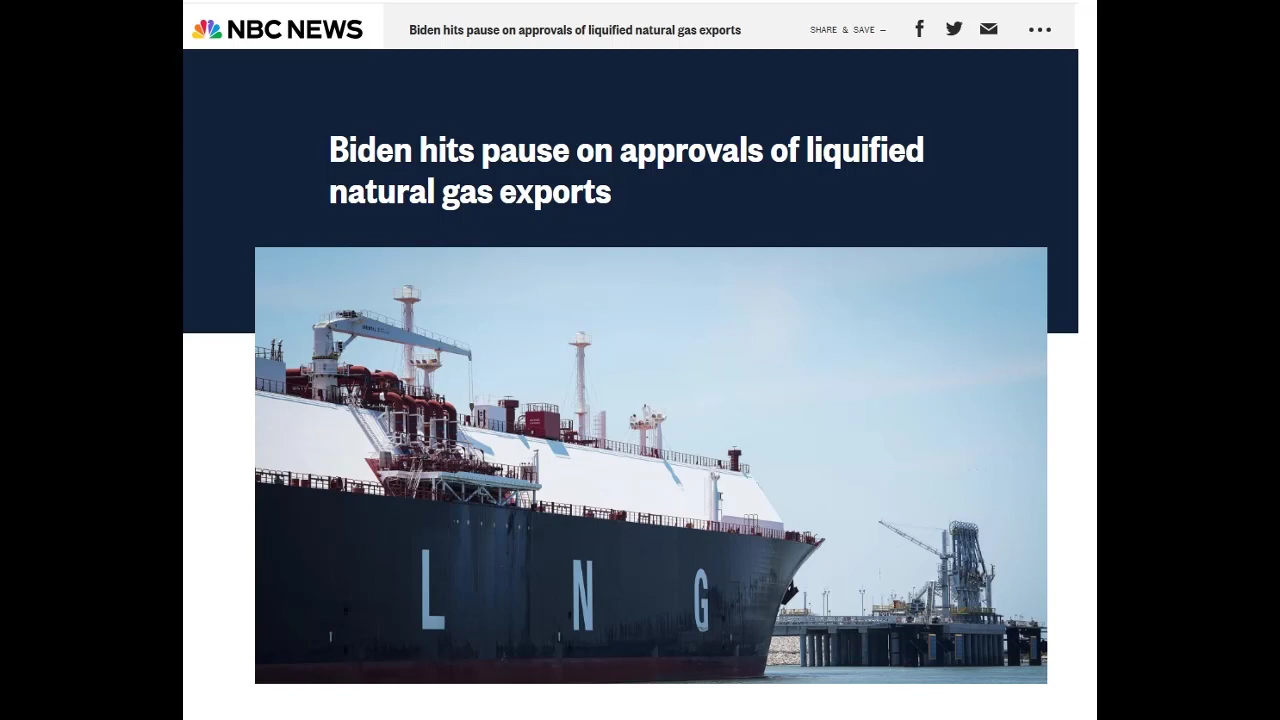 NBC NEWS
Biden hits pause on approvals of liquified natural gas exports
SHARE & SAVE —
Biden hits pause on approvals of liquified
natural gas exports
L N G